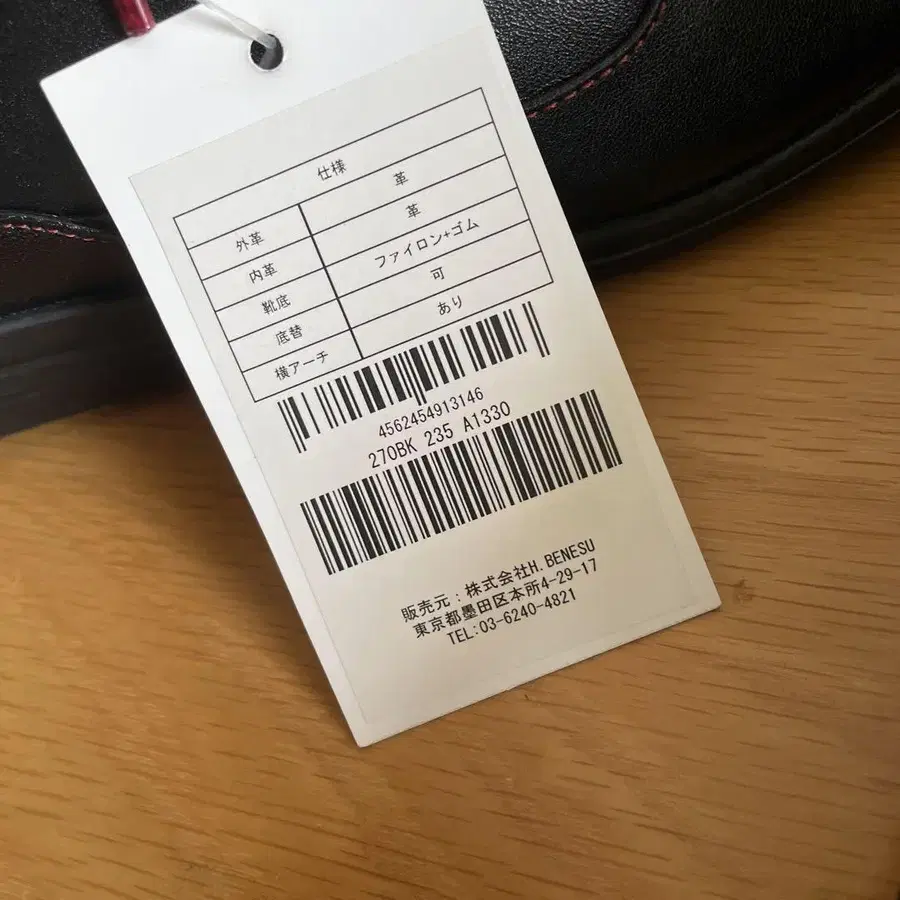 仕様
外革 革
内革 革
靴底 ファイロン+ゴム
底替 可
横アーチ あり
4562454913146
270BK 235 A1330
販売元：株式会社H.BENESU
東京都墨田区本所4-29-17
TEL:03-6240-4821